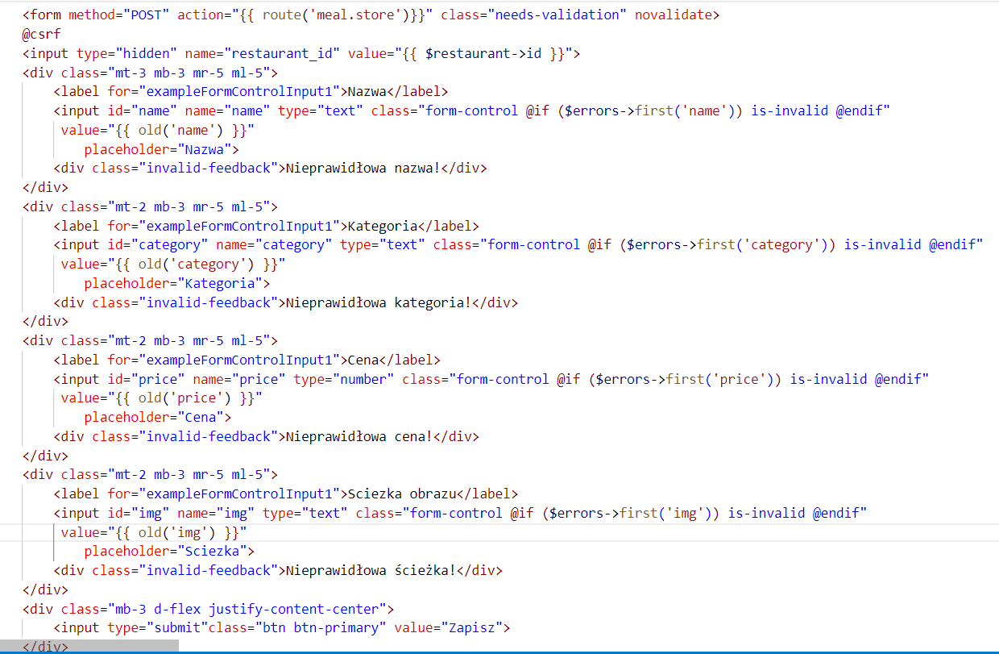 <form method="POST" action="{{ route('meal.store')}}" class="needs-validation" novalidate>
@csrf
<input type="hidden" name="restaurant_id" value="{{ $restaurant->id }}">
<div class="mt-3 mb-3 mr-5 ml-5">
    <label for="exampleFormControlInput1">Nazwa</label>
    <input id="name" name="name" type="text" class="form-control @if ($errors->first('name')) is-invalid @endif"
     value="{{ old('name') }}"
        placeholder="Nazwa">
    <div class="invalid-feedback">Nieprawidłowa nazwa!</div>
</div>
<div class="mt-2 mb-3 mr-5 ml-5">
    <label for="exampleFormControlInput1">Kategoria</label>
    <input id="category" name="category" type="text" class="form-control @if ($errors->first('category')) is-invalid @endif"
     value="{{ old('category') }}"
        placeholder="Kategoria">
    <div class="invalid-feedback">Nieprawidłowa kategoria!</div>
</div>
<div class="mt-2 mb-3 mr-5 ml-5">
    <label for="exampleFormControlInput1">Cena</label>
    <input id="price" name="price" type="number" class="form-control @if ($errors->first('price')) is-invalid @endif"
     value="{{ old('price') }}"
        placeholder="Cena">
    <div class="invalid-feedback">Nieprawidłowa cena!</div>
</div>
<div class="mt-2 mb-3 mr-5 ml-5">
    <label for="exampleFormControlInput1">Sciezka obrazu</label>
    <input id="img" name="img" type="text" class="form-control @if ($errors->first('img')) is-invalid @endif"
     value="{{ old('img') }}"
        placeholder="Sciezka">
    <div class="invalid-feedback">Nieprawidłowa ścieżka!</div>
</div>
<div class="mb-3 d-flex justify-content-center">
    <input type="submit"class="btn btn-primary" value="Zapisz">
</div>